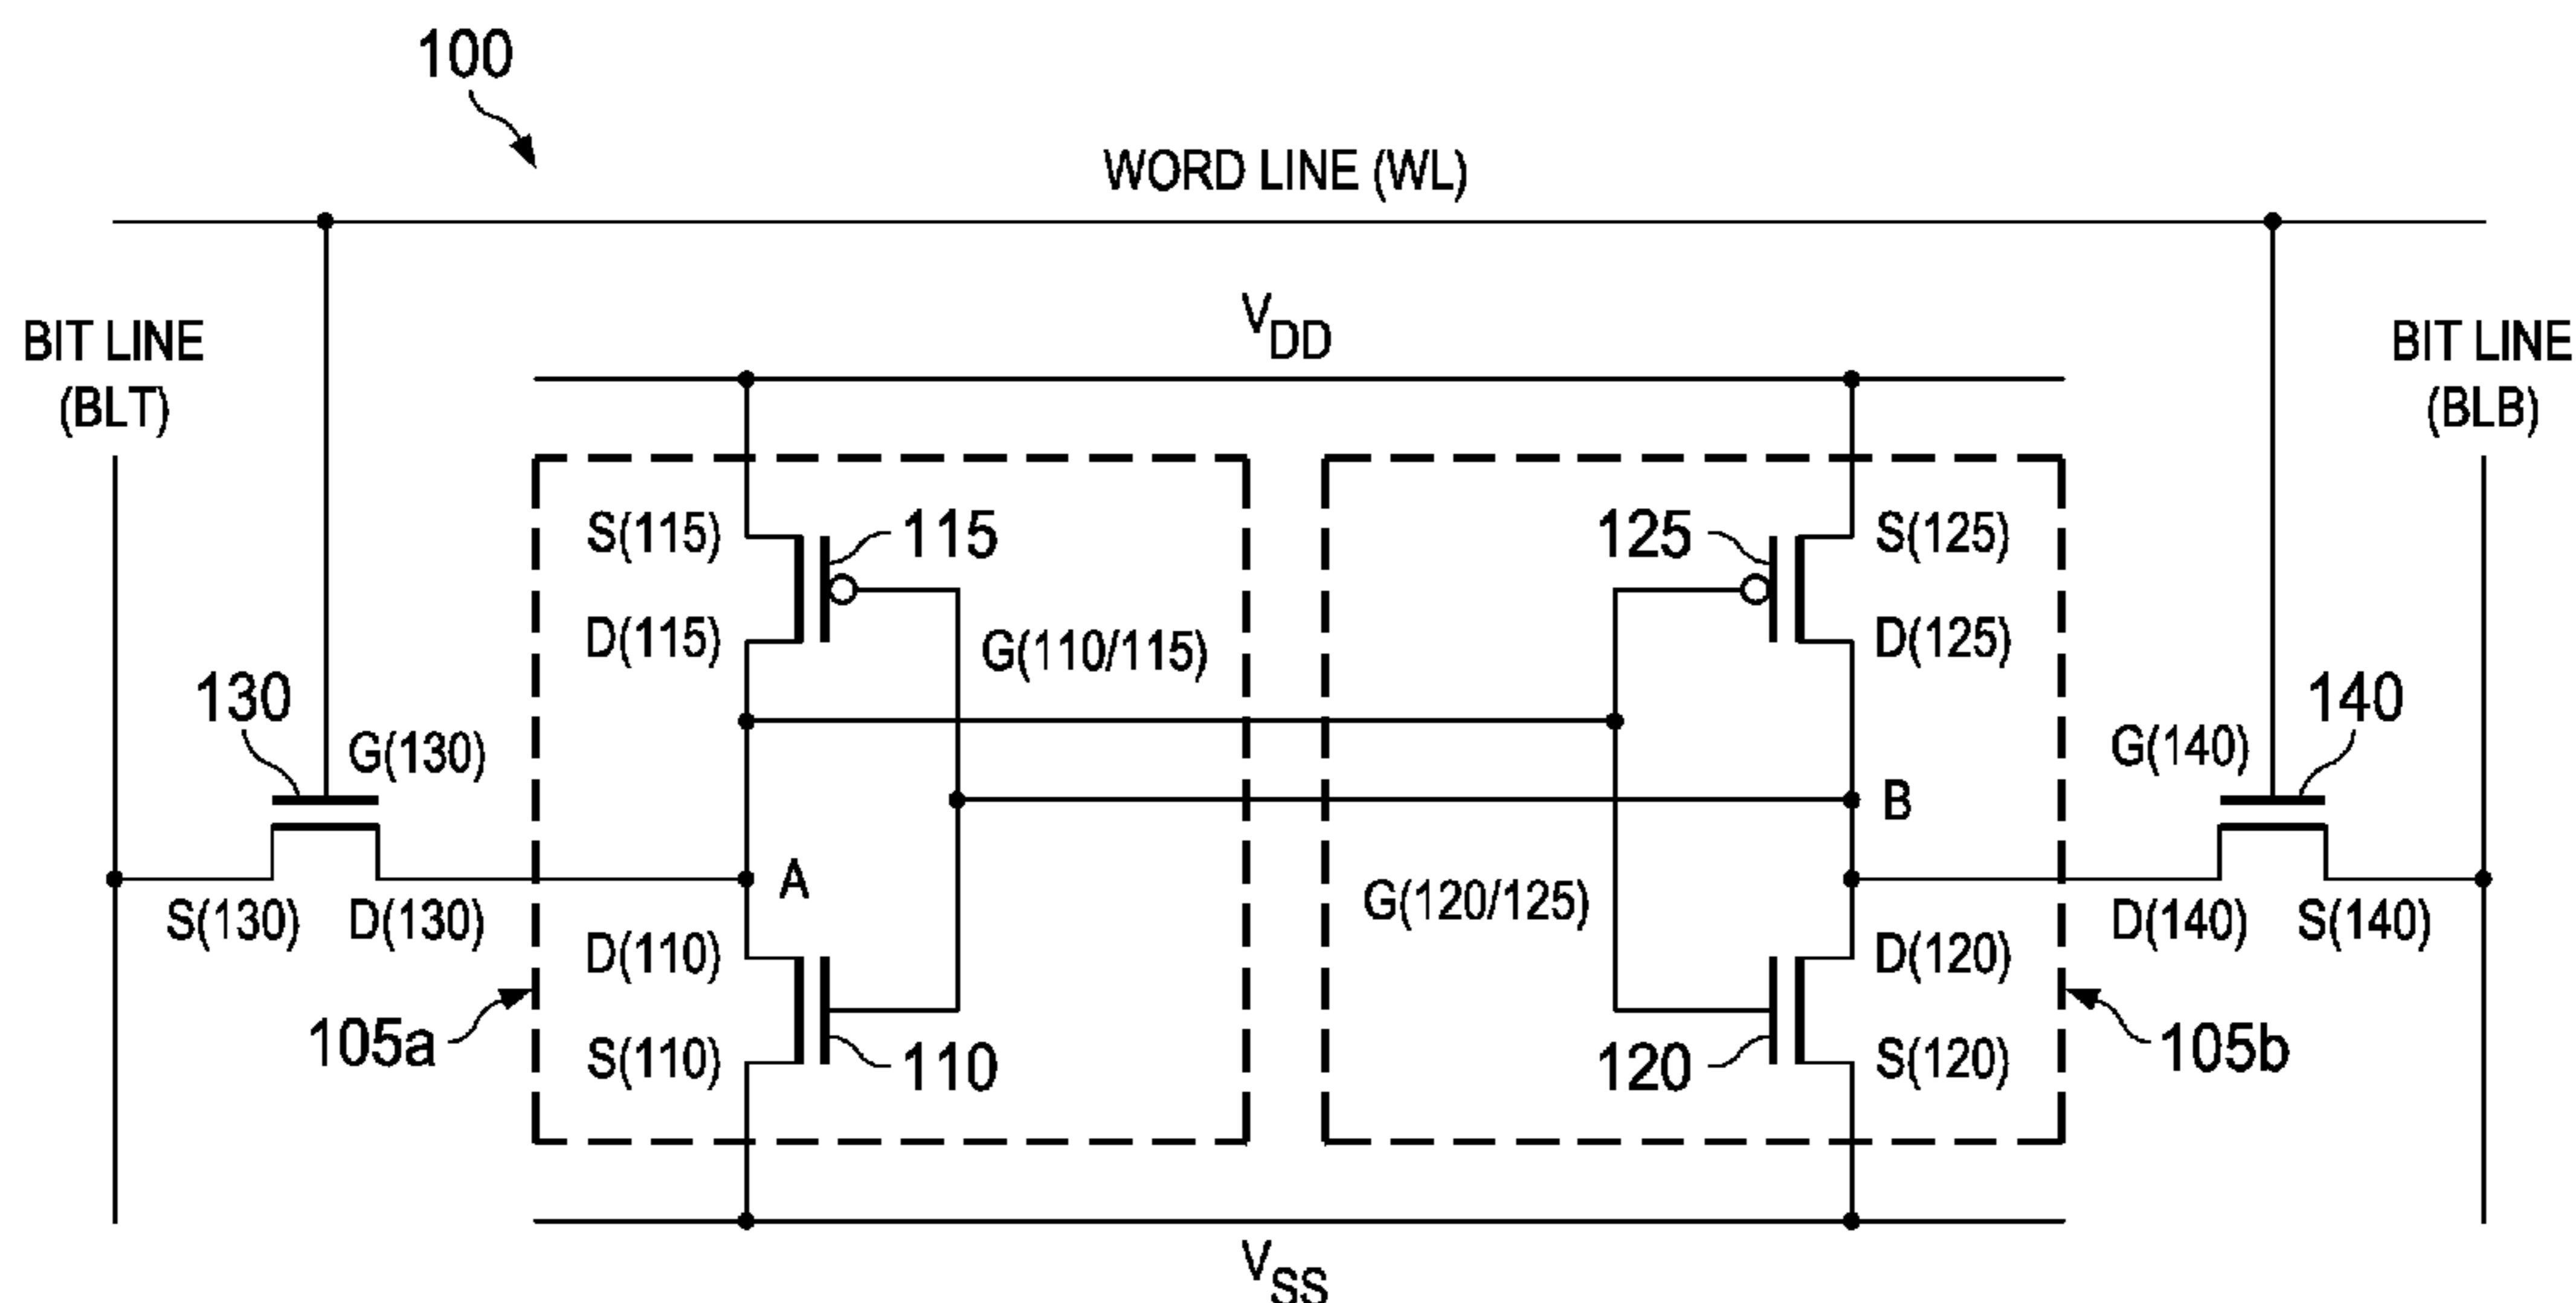 100
WORD LINE (WL)
BIT LINE
(BLT)
VDD
BIT LINE
(BLB)
S(115)
115
125
S(125)
D(115)
G(110/115)
D(125)
130
G(130)
G(140)
140
A
B
S(130)
D(130)
G(120/125)
D(140)
S(140)
D(110)
D(120)
105a
S(110)
110
120
S(120)
105b
VSS